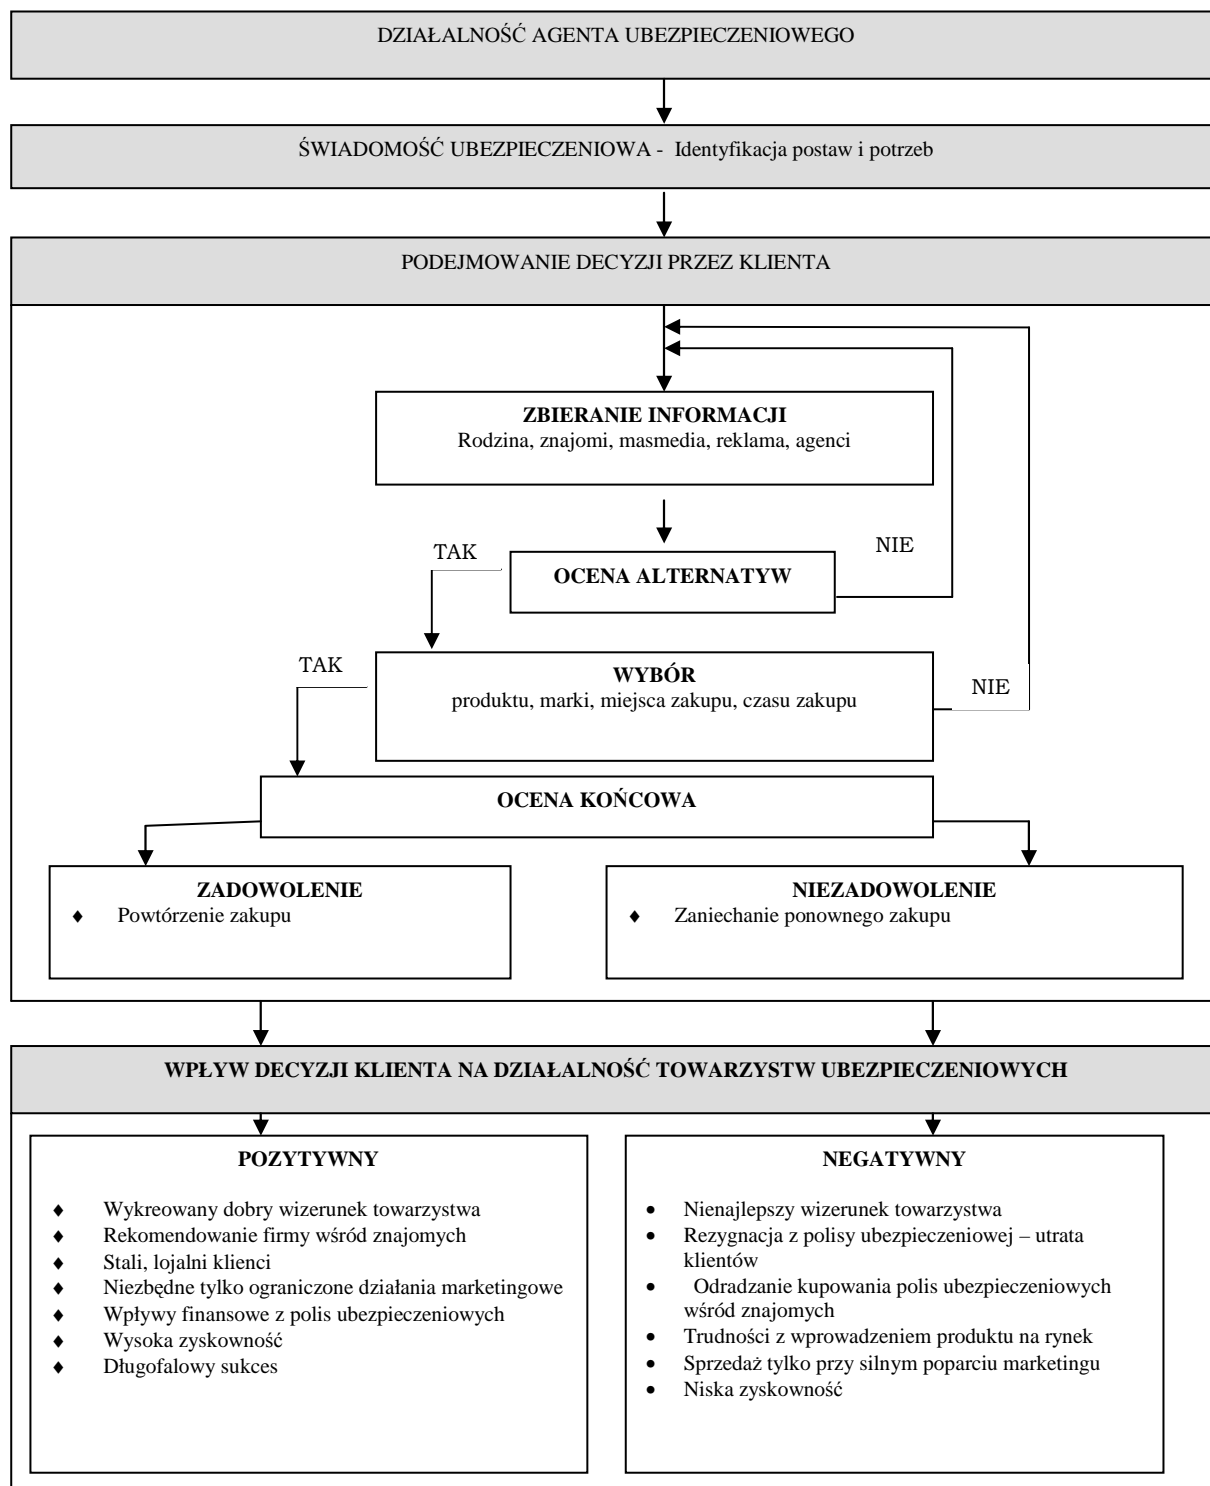 DZIAŁALNOŚĆ AGENTA UBEZPIECZENIOWEGO
ŚWIADOMOŚĆ UBEZPIECZENIOWA - Identyfikacja postaw i potrzeb
PODEJMOWANIE DECYZJI PRZEZ KLIENTA
ZBIERANIE INFORMACJI
Rodzina, znajomi, masmedia, reklama, agenci
TAK
NIE
OCENA ALTERNATYW
TAK
WYBÓR
NIE
produktu, marki, miejsca zakupu, czasu zakupu
OCENA KOŃCOWA
ZADOWOLENIE
♦ Powtórzenie zakupu
NIEZADOWOLENIE
♦ Zaniechanie ponownego zakupu
WPŁYW DECYZJI KLIENTA NA DZIAŁALNOŚĆ TOWARZYSTW UBEZPIECZENIOWYCH
POZYTYWNY
♦ Wykreowany dobry wizerunek towarzystwa
♦ Rekomendowanie firmy wśród znajomych
♦ Stali, lojalni klienci
♦ Niezbędne tylko ograniczone działania marketingowe
♦ Wpływy finansowe z polis ubezpieczeniowych
♦ Wysoka zyskowność
♦ Długofalowy sukces
NEGATYWNY
• Nienajlepszy wizerunek towarzystwa
• Rezygnacja z polisy ubezpieczeniowej – utrata
klientów
• Odradzanie kupowania polis ubezpieczeniowych
wśród znajomych
• Trudności z wprowadzeniem produktu na rynek
• Sprzedaż tylko przy silnym poparciu marketingu
• Niska zyskowność